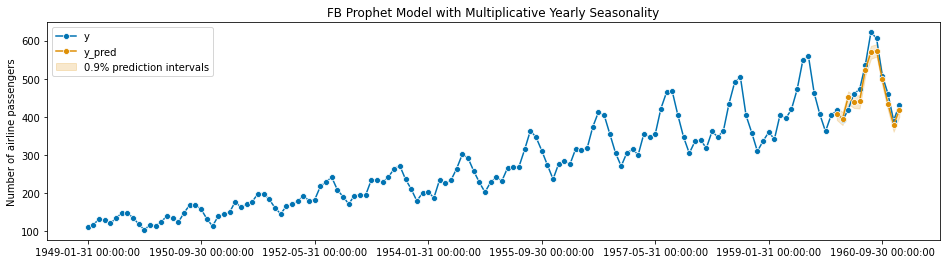 FB Prophet Model with Multiplicative Yearly Seasonality
Number of airline passengers
600
500
400
300
200
100
y
y_pred
0.9% prediction intervals
1949-01-31 00:00:00
1950-09-30 00:00:00
1952-05-31 00:00:00
1954-01-31 00:00:00
1955-09-30 00:00:00
1957-05-31 00:00:00
1959-01-31 00:00:00
1960-09-30 00:00:00